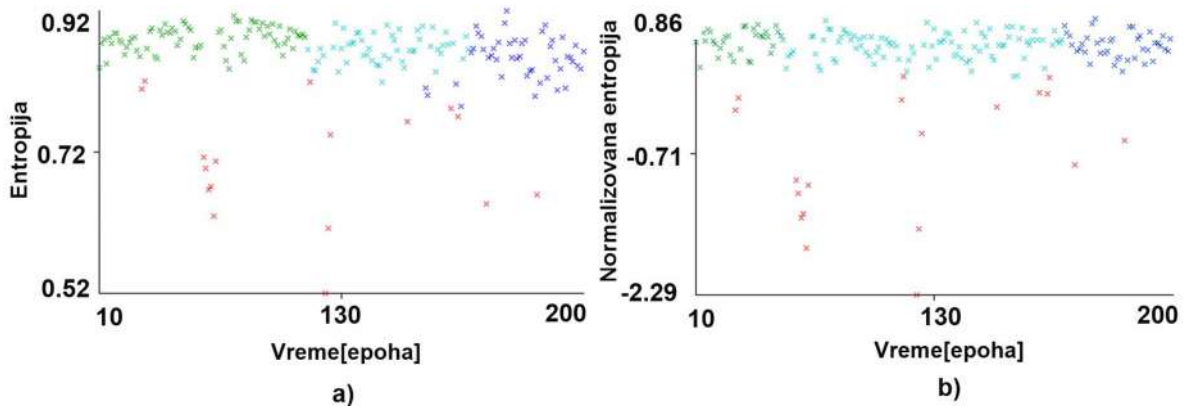 0.92
0.72
0.52
Entropija
10
130
200
Vreme[epoha]
a)
0.86
-0.71
-2.29
Normalizovana entropija
10
130
200
Vreme[epoha]
b)